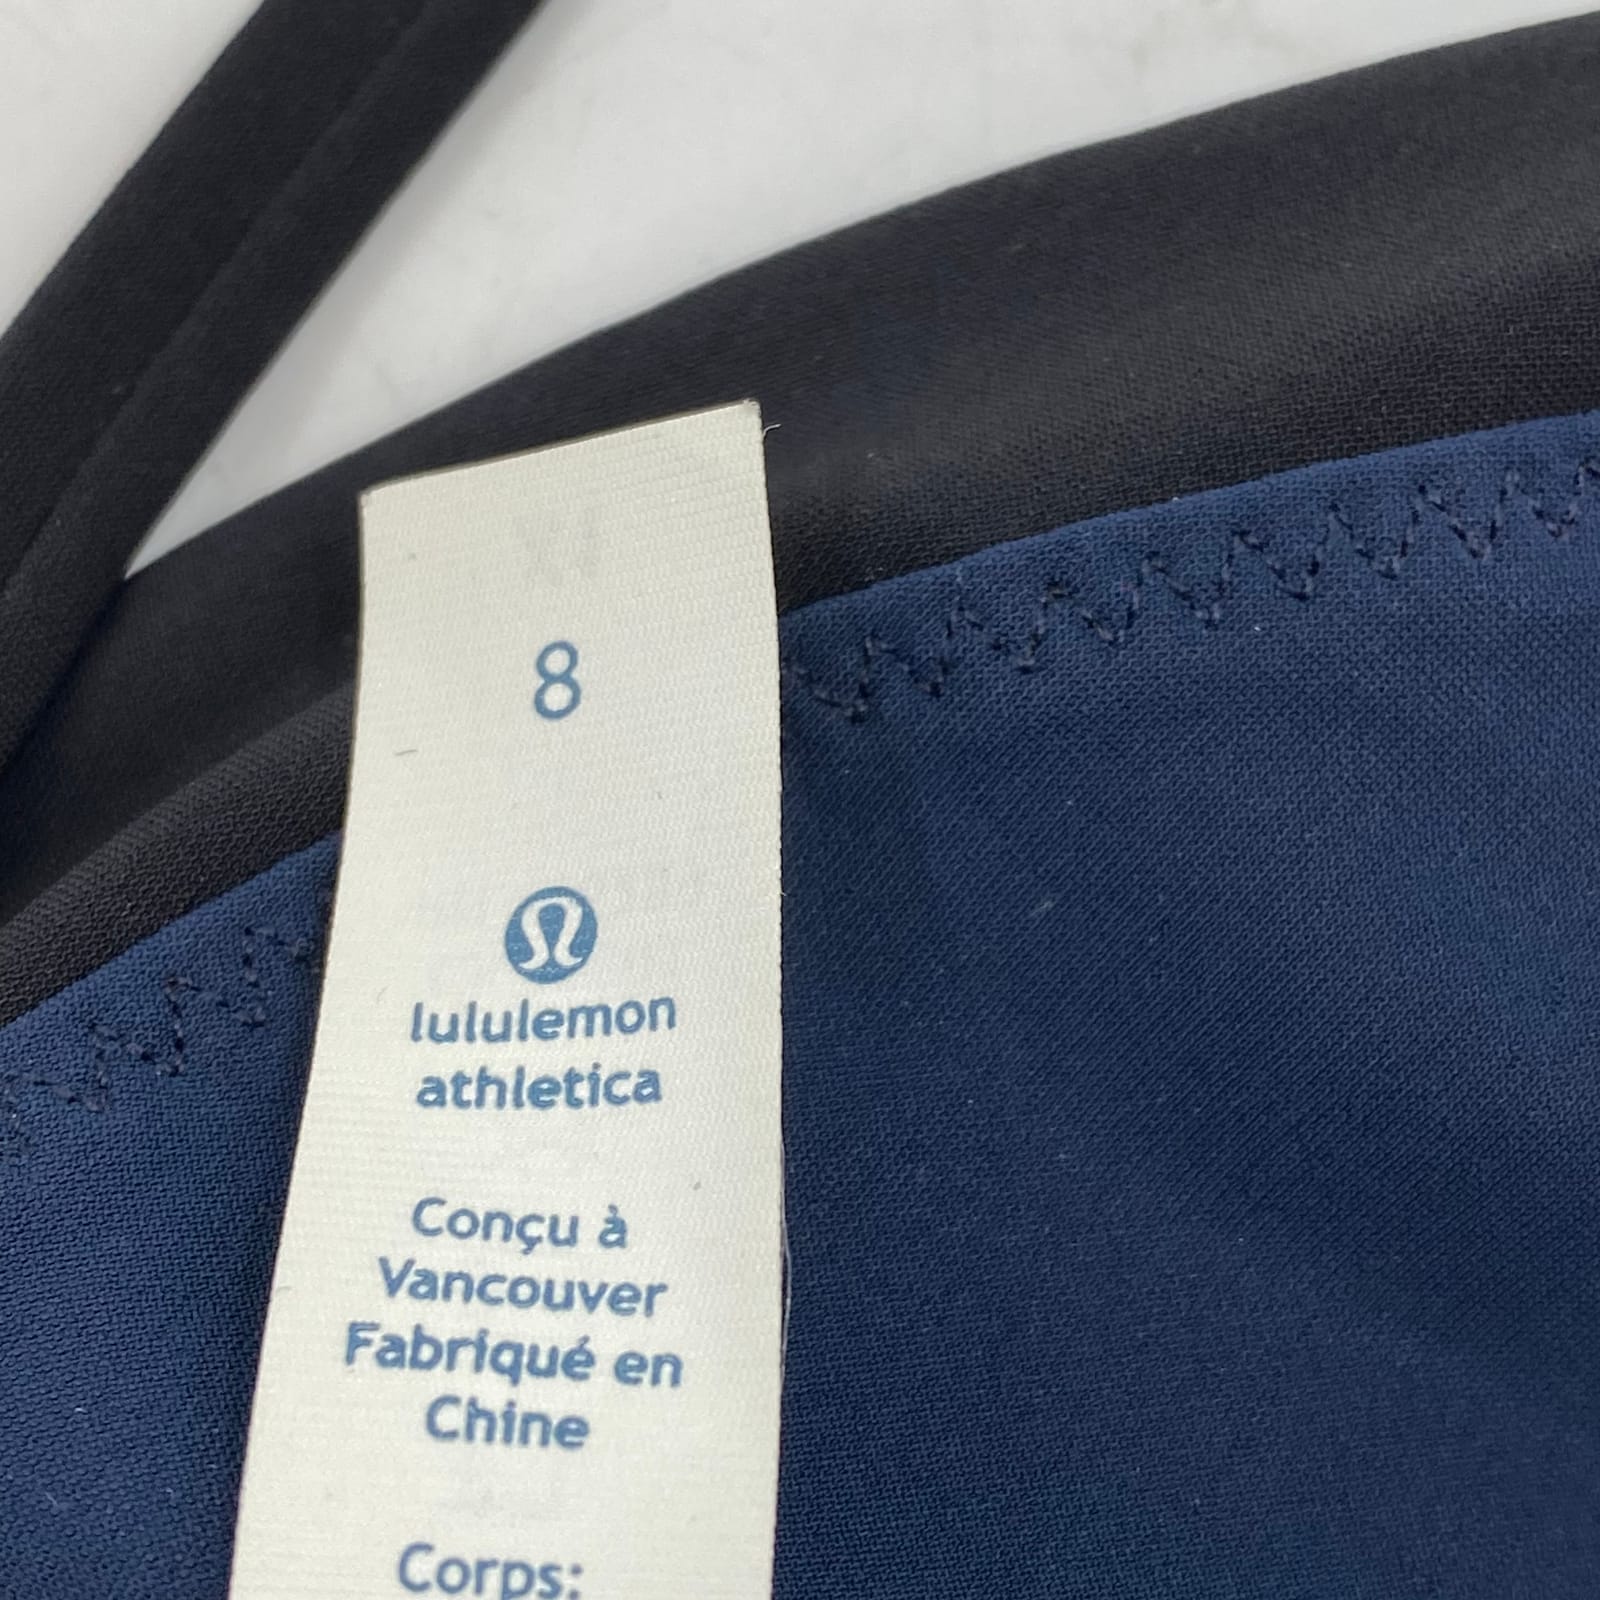 8
lululemon
athletica
Conçu à
Vancouver
Fabriqué en
Chine
Corps: